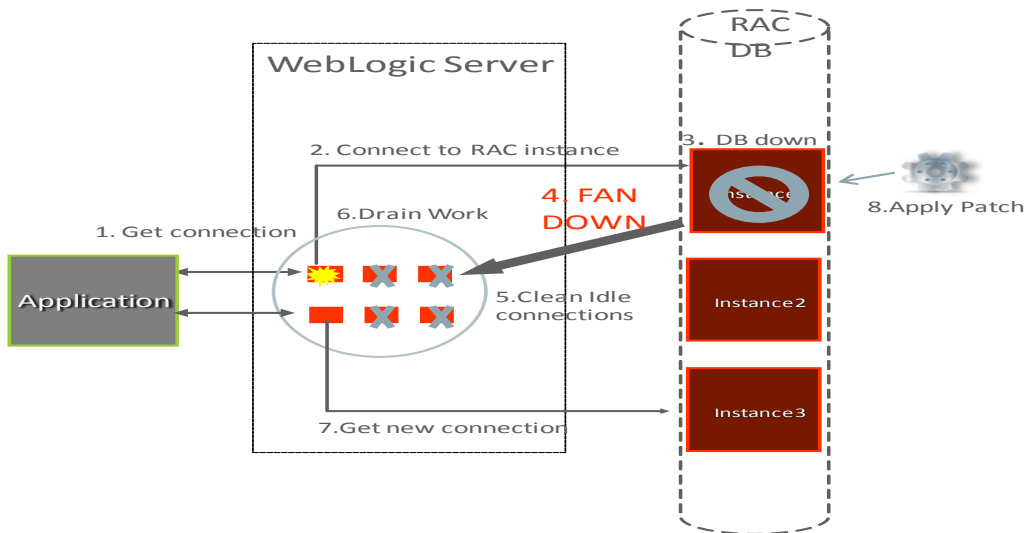 RAC
DB
WebLogic Server
3. DB down
2. Connect to RAC instance
4. FAN
DOWN
6.Drain Work
8.Apply Patch
1. Get connection
Application
5.Clean Idle
connections
Instance2
7.Get new connection
Instance3